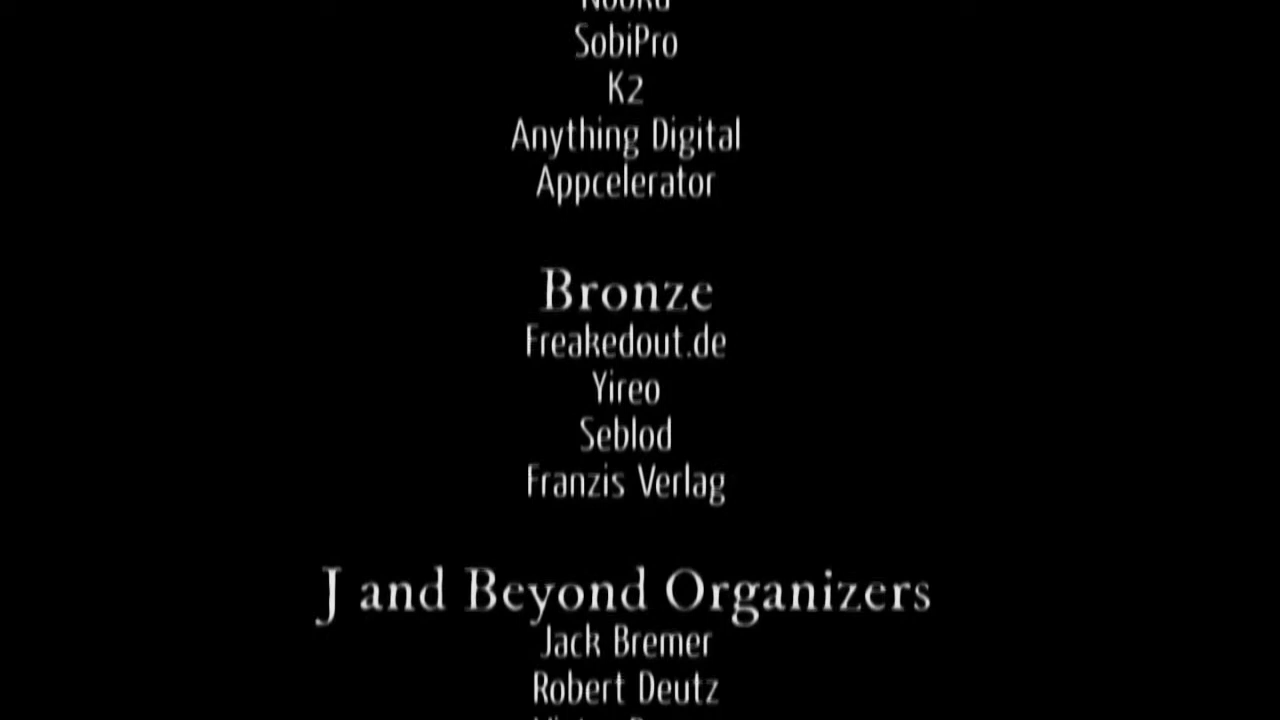 SobiPro
K2
Anything Digital
Appcelerator
Bronze
Freakedout.de
Yireo
Seblod
Franzis Verlag
J and Beyond Organizers
Jack Bremer
Robert Deutz